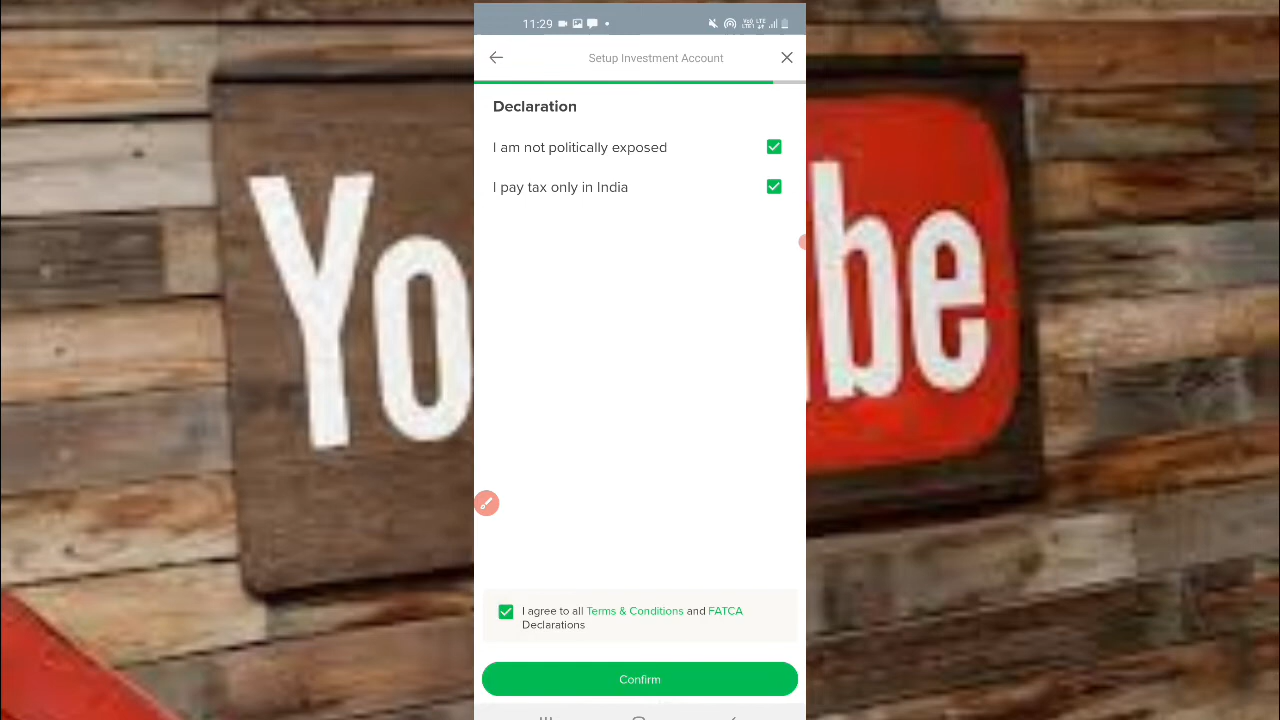 11:29
Setup Investment Account
Declaration
I am not politically exposed
I pay tax only in India
Yo
be
I agree to all Terms & Conditions and FATCA
Declarations
Confirm